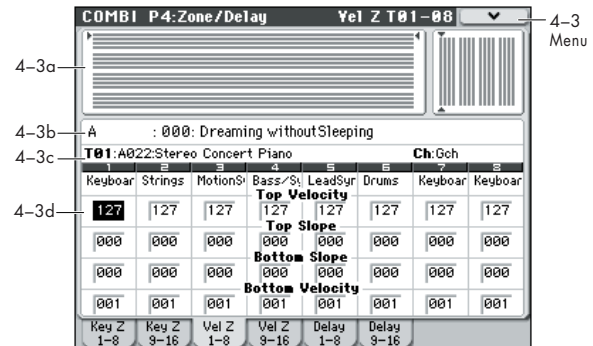 COMBI P4:Zone/Delay Vel Z T01-08
4–3
Menu
4–3a
4–3b
A : 000: Dreaming withoutSleeping
4–3c
T01:A022:Stereo Concert Piano Ch:Gch
1 2 3 4 5 6 7 8
Keyboar Strings MotionS Bass/Sy LeadSyr Drums Keyboar Keyboar
Top Velocity
4–3d
127 127 127 127 127 127 127 127
Top Slope
000 000 000 000 000 000 000 000
Bottom Slope
000 000 000 000 000 000 000 000
Bottom Velocity
001 001 001 001 001 001 001 001
Key Z 1-8 Key Z 9-16 Vel Z 1-8 Vel Z 9-16 Delay 1-8 Delay 9-16